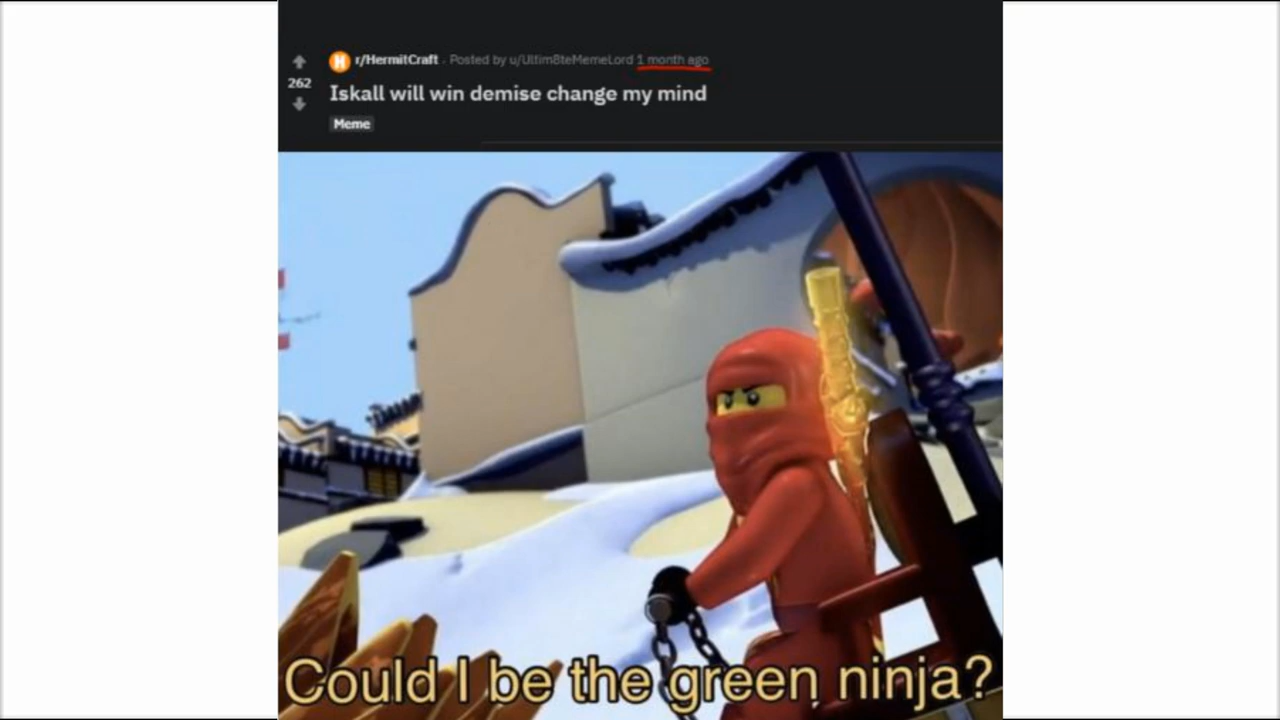 r/HermitCraft · Posted by u/Ultim8teMemeLord 1 month ago
262
Iskall will win demise change my mind
Meme
Could I be the green ninja?